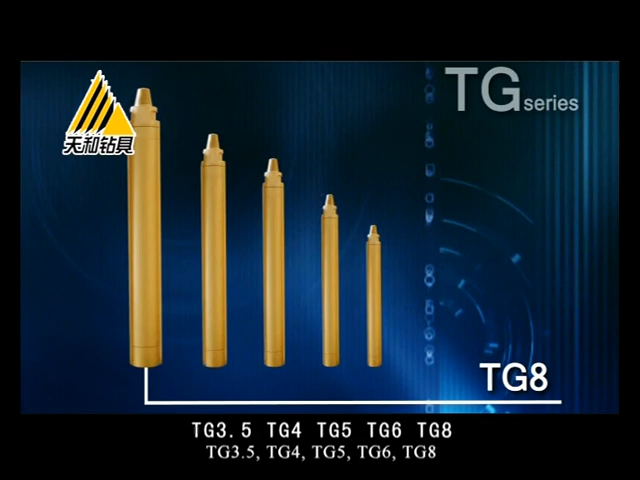 TG series
天和钻具
TG8
TG3.5 TG4 TG5 TG6 TG8
TG3.5, TG4, TG5, TG6, TG8